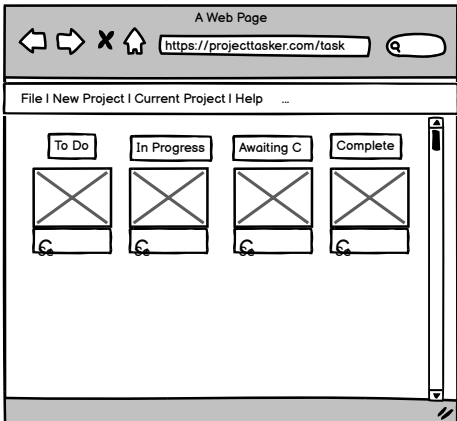 A Web Page
https://projecttasker.com/task
File | New Project | Current Project | Help ...
To Do
In Progress
Awaiting C
Complete